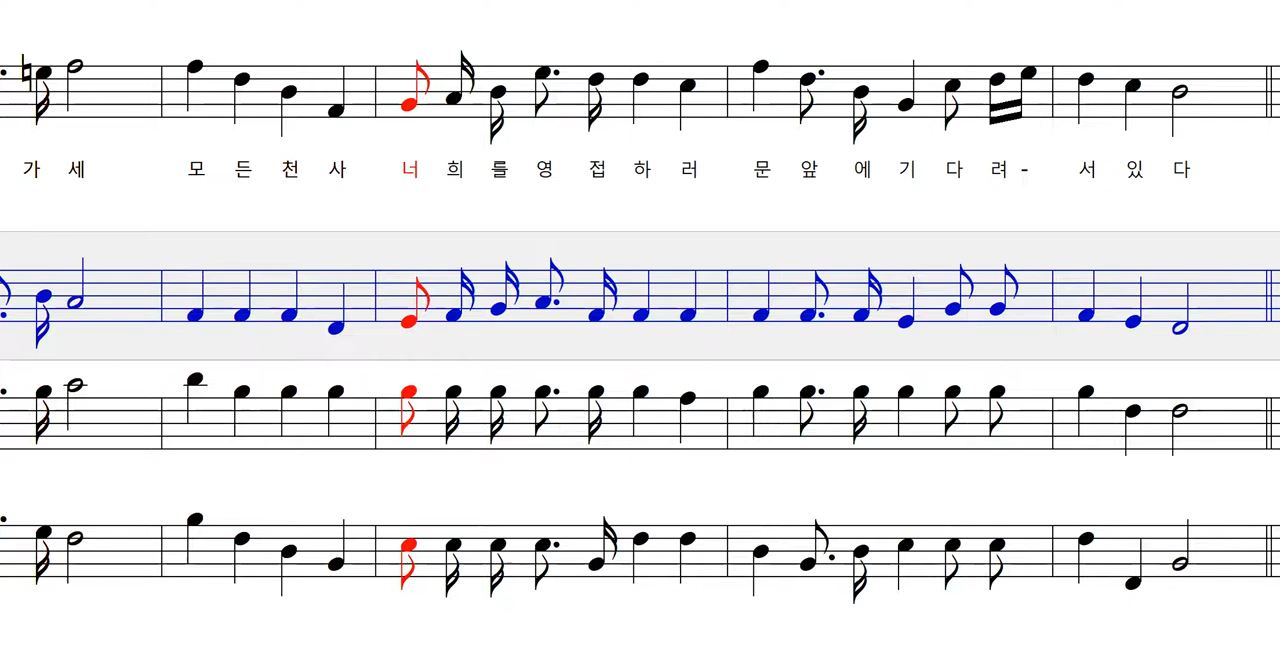 가 세 모 든 천 사 너 희 를 영 접 하 러 문 앞 에 기 다 려 - 서 있 다